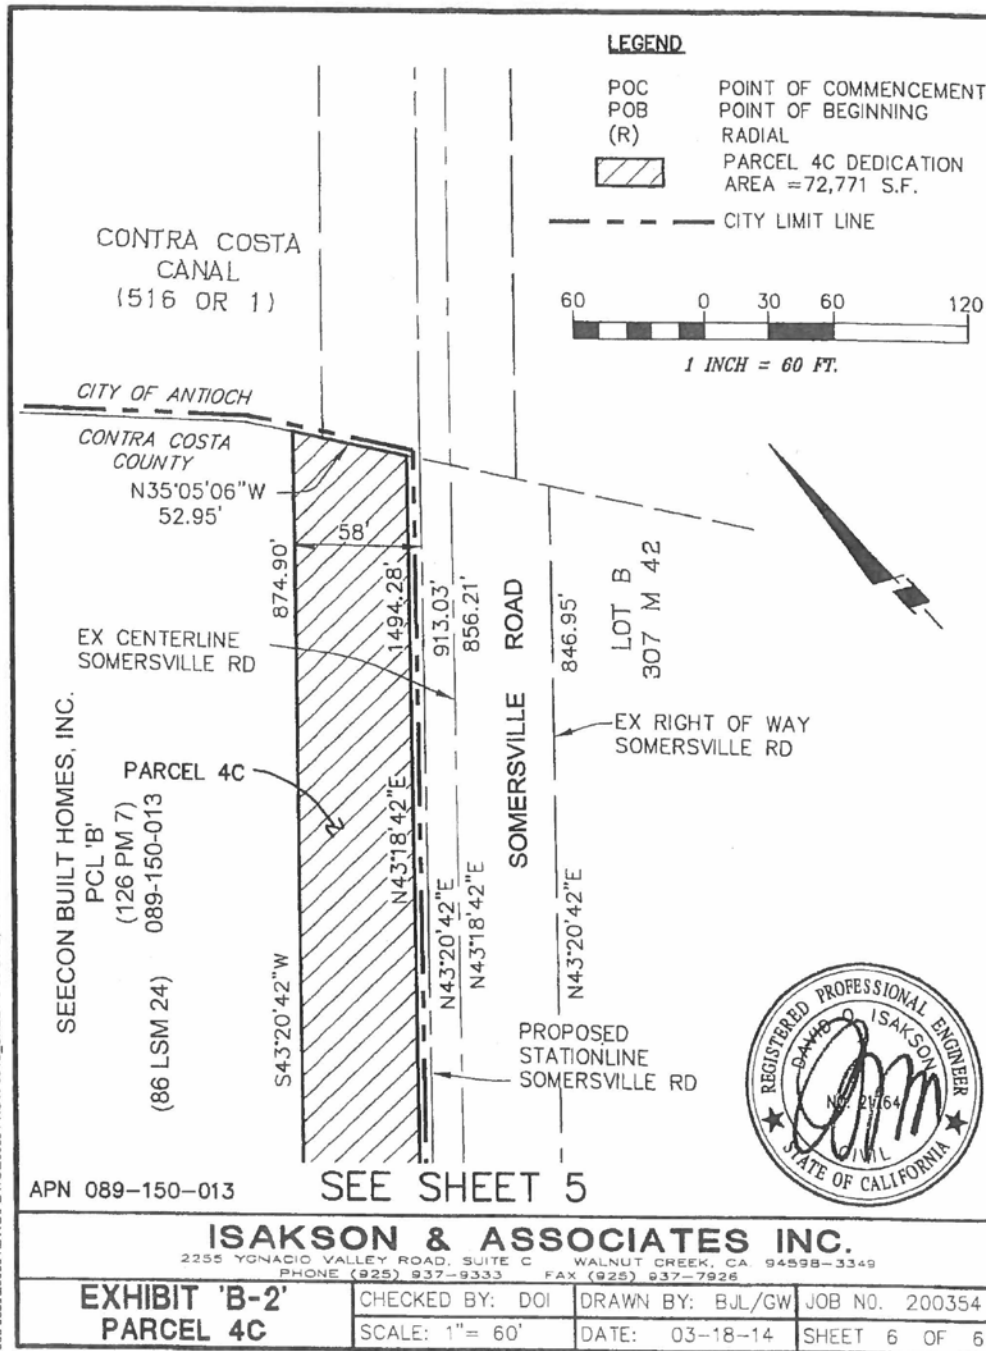 LEGEND
POC POINT OF COMMENCEMENT
POB POINT OF BEGINNING
(R) RADIAL
PARCEL 4C DEDICATION
AREA =72,771 S.F.
CITY LIMIT LINE
CONTRA COSTA
CANAL
(516 OR 1)
60 0 30 60 120
1 INCH = 60 FT.
CITY OF ANTIOCH
CONTRA COSTA
COUNTY
N35°05'06"W
52.95'
58'
874.90'
1494.28'
913.03'
856.21'
846.95'
SOMERSVILLE ROAD
LOT B
307 M 42
EX CENTERLINE
SOMERSVILLE RD
EX RIGHT OF WAY
SOMERSVILLE RD
PARCEL 4C
SEECON BUILT HOMES, INC.
PCL 'B'
(126 PM 7)
089-150-013
(86 LSM 24)
S43°20'42"W
N43°18'42"E
N43°20'42"E
N43°18'42"E
N43°20'42"E
PROPOSED
STATIONLINE
SOMERSVILLE RD
REGISTERED PROFESSIONAL ENGINEER
DAVID O. ISAKSON
CIVIL
STATE OF CALIFORNIA
APN 089-150-013
SEE SHEET 5
ISAKSON & ASSOCIATES INC.
2255 YGNACIO VALLEY ROAD, SUITE C WALNUT CREEK, CA. 94598-3349
PHONE (925) 937-9333 FAX (925) 937-7926
EXHIBIT 'B-2'
PARCEL 4C
CHECKED BY: DOI
DRAWN BY: BJL/GW
JOB NO. 200354
SCALE: 1"= 60'
DATE: 03-18-14
SHEET 6 OF 6